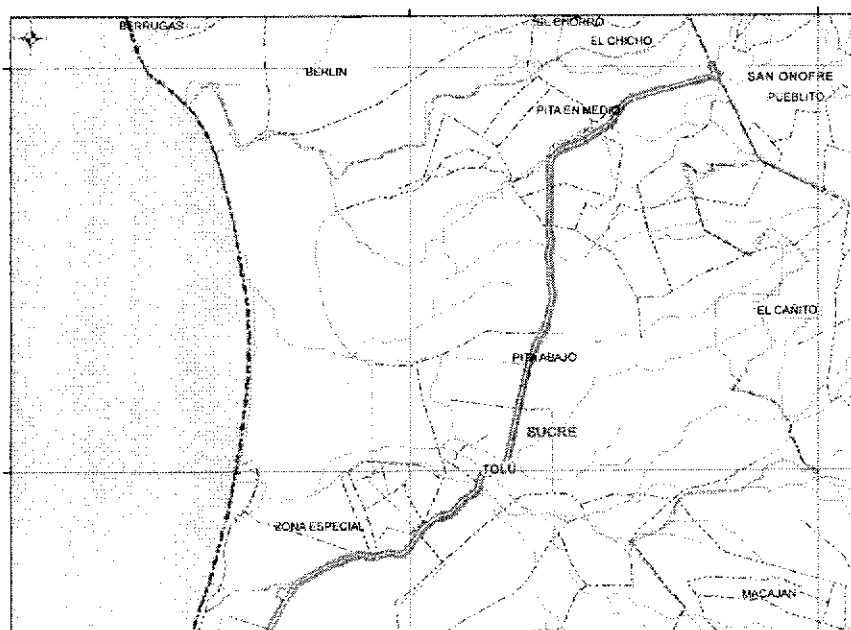 BERRUGAS
EL CHORRO
EL CHICHO
BERLIN
SAN ONOFRE
PUEBLITO
PITA EN MEDIO
EL CAÑITO
PITA ABAJO
SUCRE
TOLÚ
ZONA ESPECIAL
MACAJAN